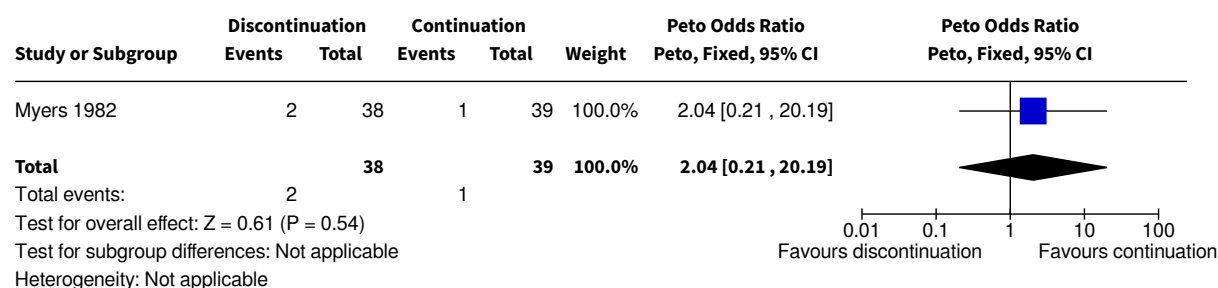 Discontinuation Continuation Peto Odds Ratio Peto Odds Ratio
Study or Subgroup Events Total Events Total Weight Peto, Fixed, 95% CI Peto, Fixed, 95% CI
Myers 1982 2 38 1 39 100.0% 2.04 [0.21 , 20.19]
Total 38 39 100.0% 2.04 [0.21 , 20.19]
Total events: 2 1
Test for overall effect: Z = 0.61 (P = 0.54)
0.01 0.1 1 10 100
Test for subgroup differences: Not applicable Favours discontinuation Favours continuation
Heterogeneity: Not applicable